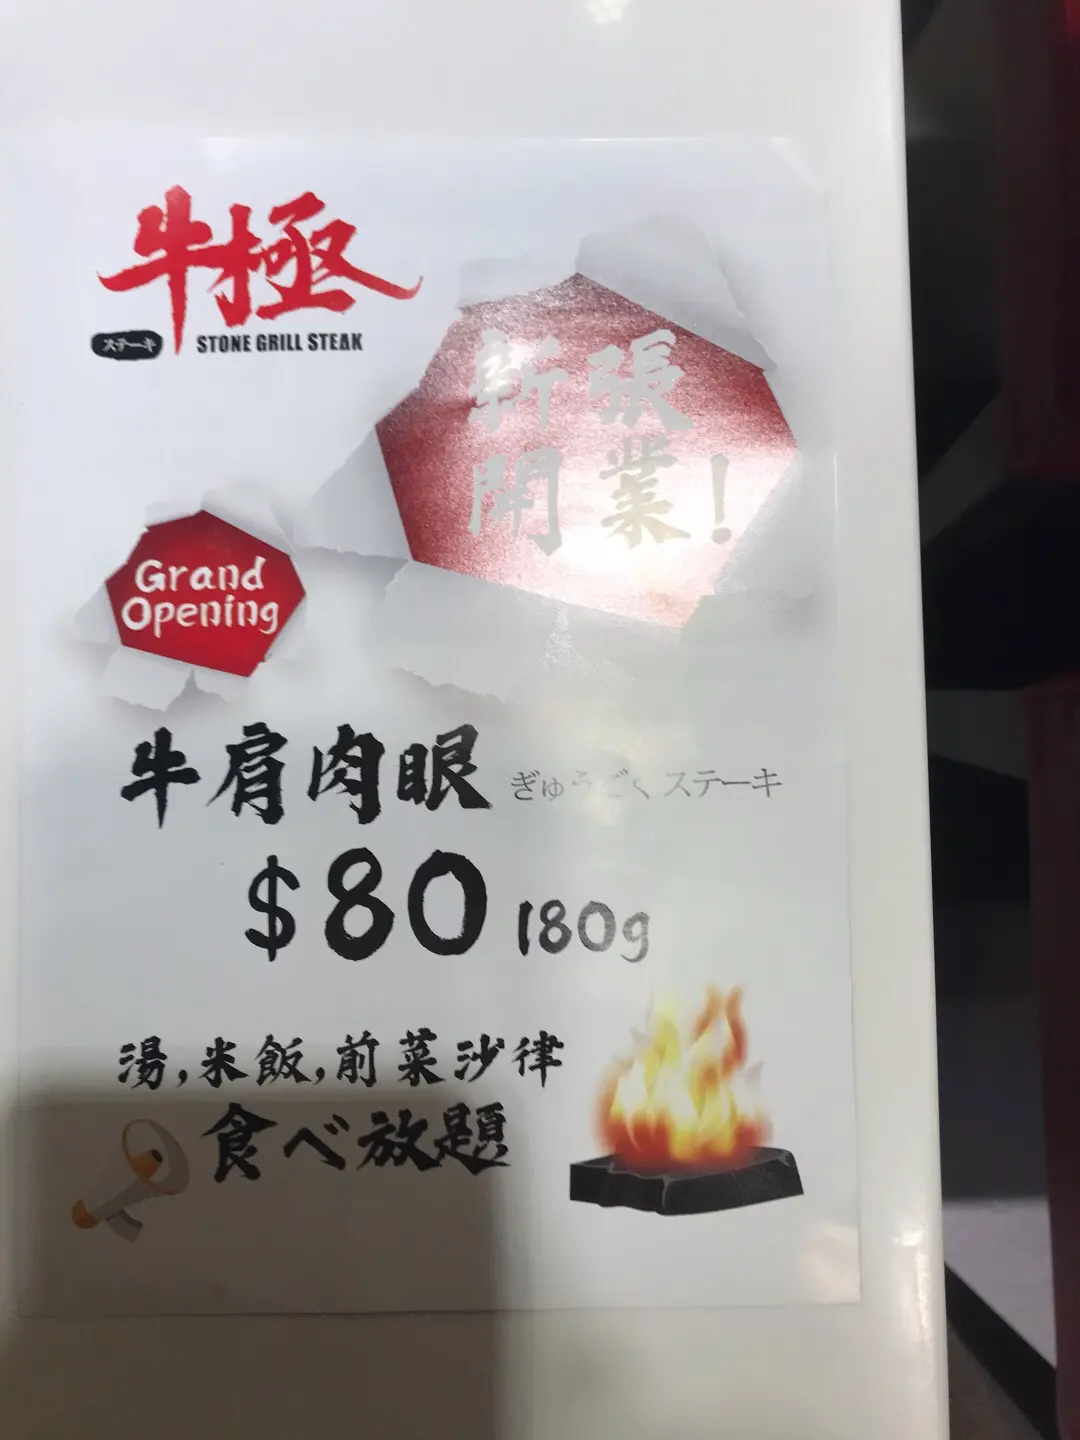 牛極
ステーキ STONE GRILL STEAK
新張
開業!
Grand
Opening
牛肩肉眼 ぎゅうごく ステーキ
$80 180g
湯,米飯,前菜沙律
食べ放題